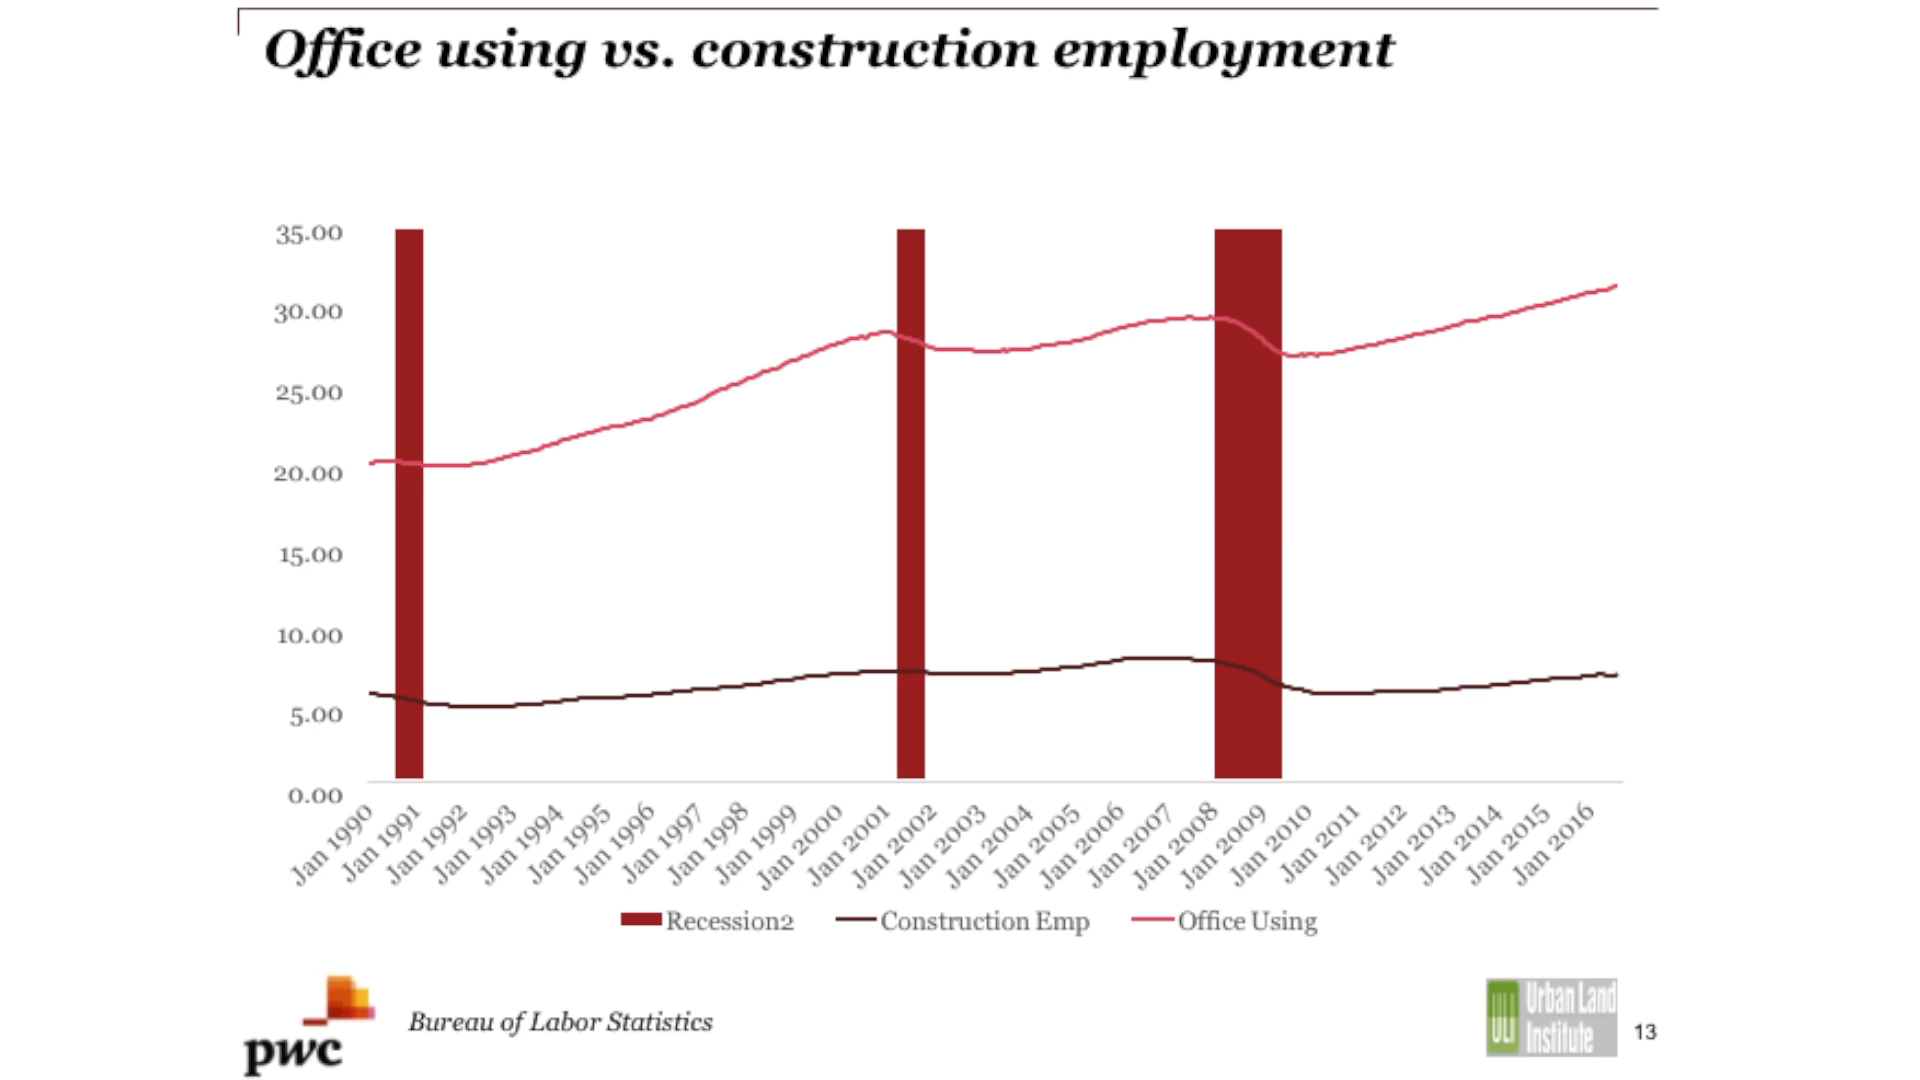 Office using vs. construction employment
35.00
30.00
25.00
20.00
15.00
10.00
5.00
0.00
Jan 1990
Jan 1991
Jan 1992
Jan 1993
Jan 1994
Jan 1995
Jan 1996
Jan 1997
Jan 1998
Jan 1999
Jan 2000
Jan 2001
Jan 2002
Jan 2003
Jan 2004
Jan 2005
Jan 2006
Jan 2007
Jan 2008
Jan 2009
Jan 2010
Jan 2011
Jan 2012
Jan 2013
Jan 2014
Jan 2015
Jan 2016
Recession2 Construction Emp Office Using
pwc
Bureau of Labor Statistics
ULI
Urban Land
Institute
13